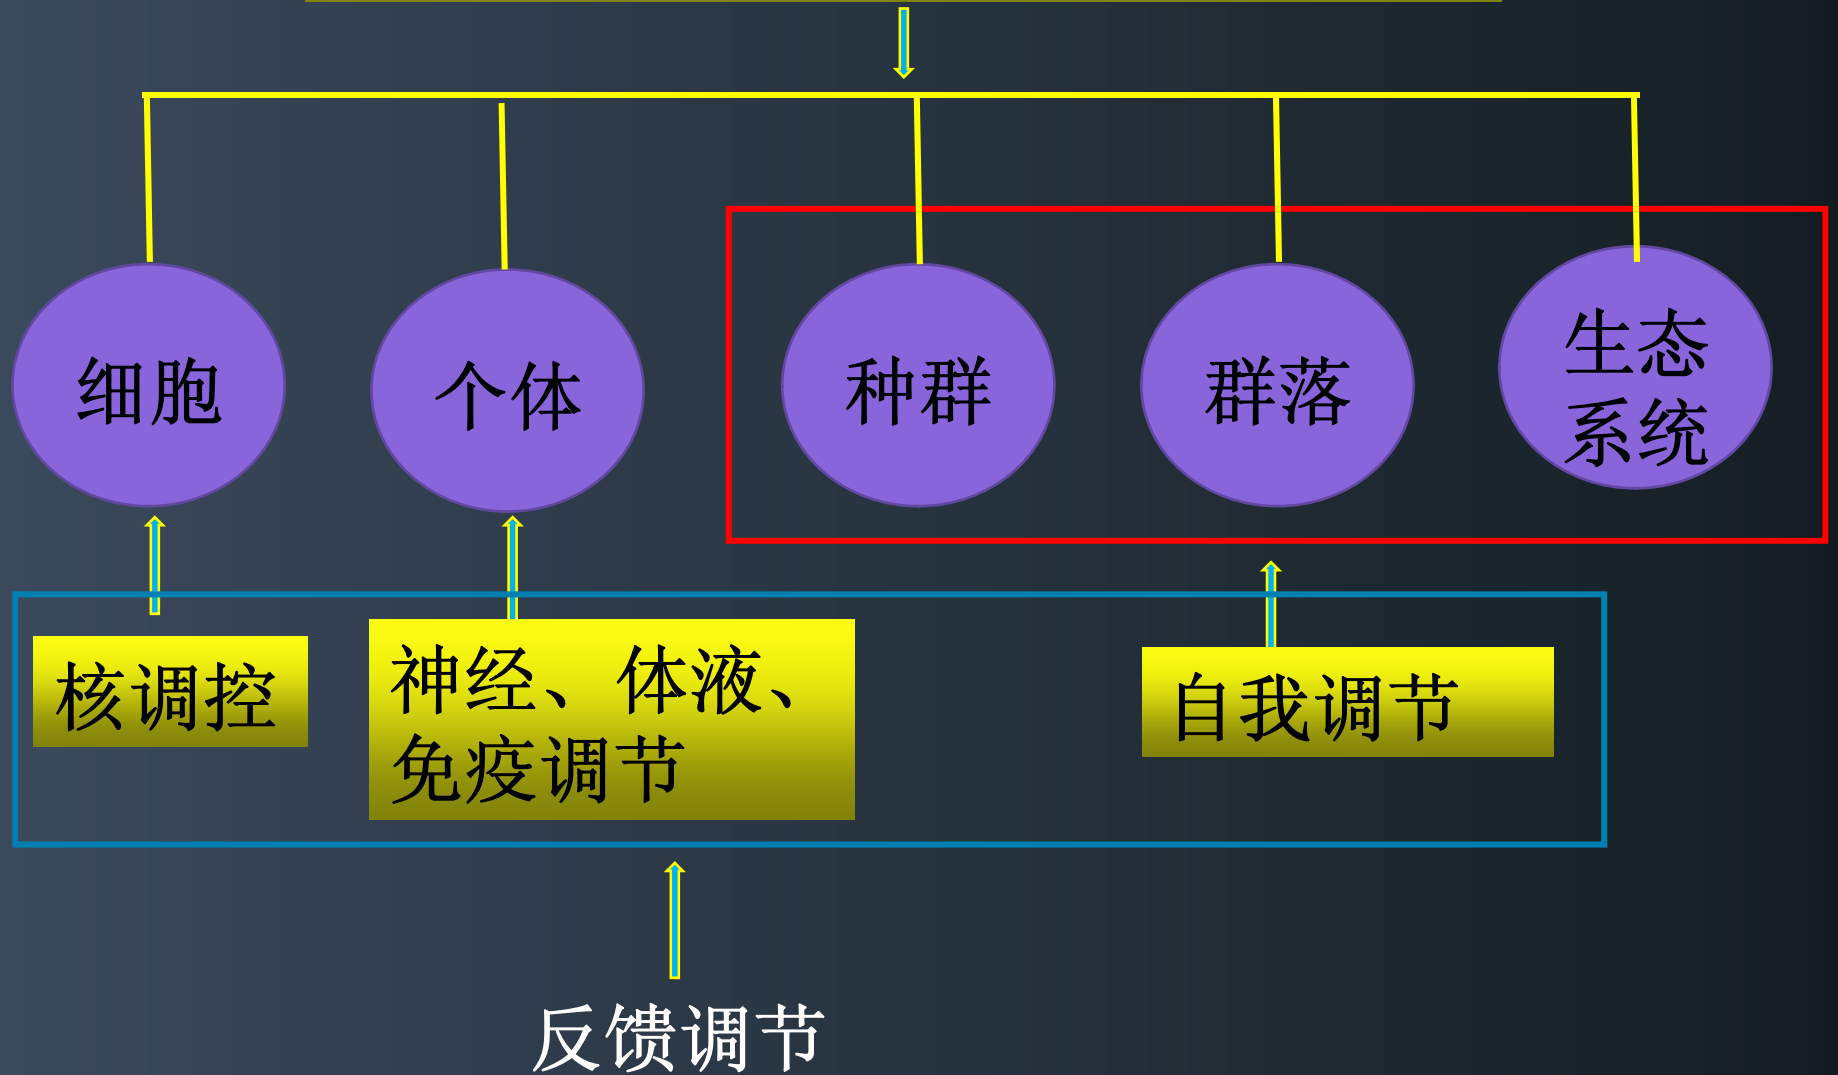 细胞
个体
种群
群落
生态
系统
核调控
神经、体液、
免疫调节
自我调节
反馈调节